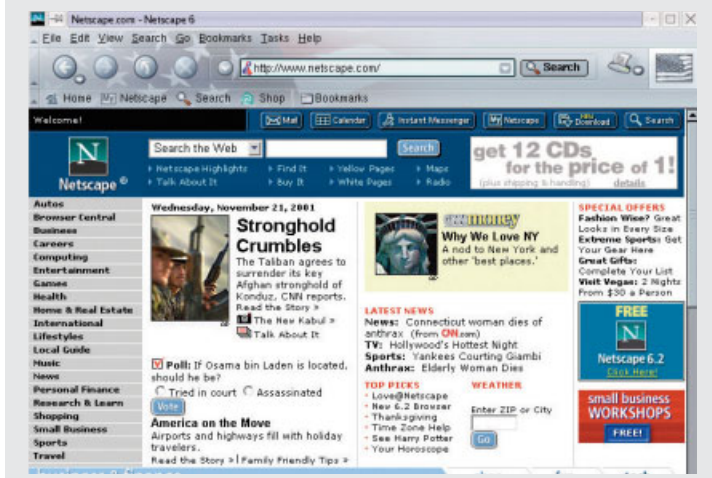 Netscape.com - Netscape 6
File Edit View Search Go Bookmarks Tasks Help
http://www.netscape.com/
Search
Home My Netscape Search Shop Bookmarks
Welcome!
Mail Calendar Instant Messenger My Netscape Download Search
N
Netscape ®
Search the Web
Search
Netscape Highlights Find It Yellow Pages Maps
Talk About It Buy It White Pages Radio
get 12 CDs
for the price of 1!
(plus shipping & handling) details
Autos
Browser Central
Business
Careers
Computing
Entertainment
Games
Health
Home & Real Estate
International
Lifestyles
Local Guide
Music
News
Personal Finance
Research & Learn
Shopping
Small Business
Sports
Travel
Wednesday, November 21, 2001
Stronghold
Crumbles
The Taliban agrees to
surrender its key
Afghan stronghold of
Konduz, CNN reports.
Read the Story »
The New Kabul »
Talk About It
Poll: If Osama bin Laden is located,
should he be?
Tried in court Assassinated
Vote
America on the Move
Airports and highways fill with holiday
travelers.
Read the Story » | Family Friendly Tips »
money
Why We Love NY
A nod to New York and
other 'best places.'
LATEST NEWS
News: Connecticut woman dies of
anthrax (from CNN.com)
TV: Hollywood's Hottest Night
Sports: Yankees Courting Giambi
Anthrax: Elderly Woman Dies
TOP PICKS
Love@Netscape
New 6.2 Browser
Thanksgiving
Time Zone Help
See Harry Potter
Your Horoscope
WEATHER
Enter ZIP or City
Go
SPECIAL OFFERS
Fashion Wise? Great
Looks in Every Size
Extreme Sports: Get
Your Gear Here
Great Gifts:
Complete Your List
Visit Vegas: 2 Nights
From $30 a Person
FREE
N
Netscape 6.2
Click Here!
small business
WORKSHOPS
FREE!